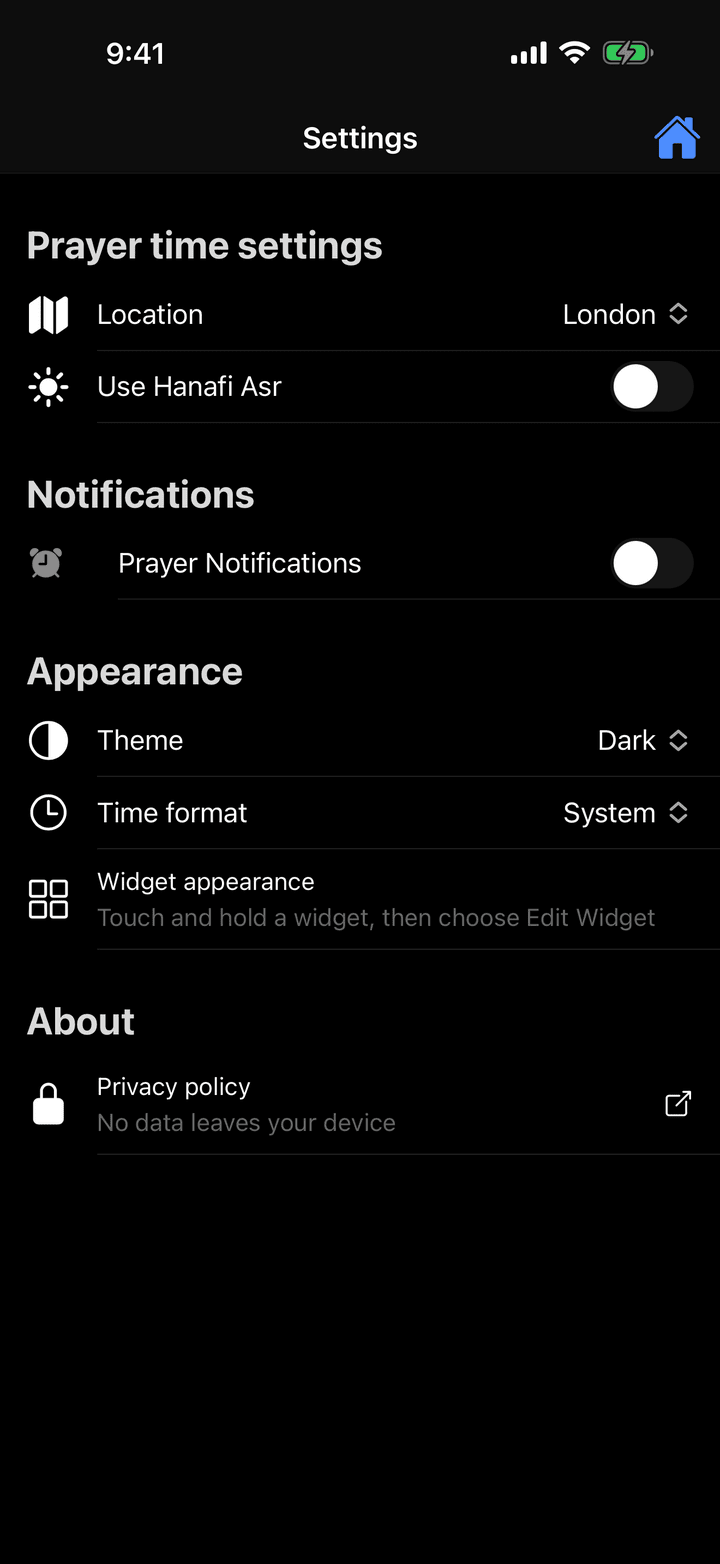 9:41
Settings
Prayer time settings
Location London
Use Hanafi Asr
Notifications
Prayer Notifications
Appearance
Theme Dark
Time format System
Widget appearance
Touch and hold a widget, then choose Edit Widget
About
Privacy policy
No data leaves your device